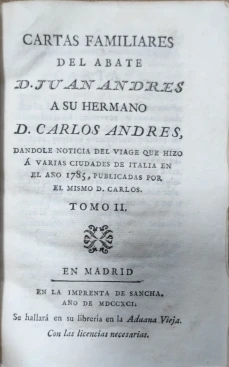 CARTAS FAMILIARES
DEL ABATE
D. JUAN ANDRES
A SU HERMANO
D. CARLOS ANDRES,
DANDOLE NOTICIA DEL VIAGE QUE HIZO
Á VARIAS CIUDADES DE ITALIA EN
EL AÑO 1785, PUBLICADAS POR
EL MISMO D. CARLOS.
TOMO II.
EN MADRID
EN LA IMPRENTA DE SANCHA,
AÑO DE MDCCXCI.
Se hallará en su librería en la Aduana Vieja.
Con las licencias necesarias.